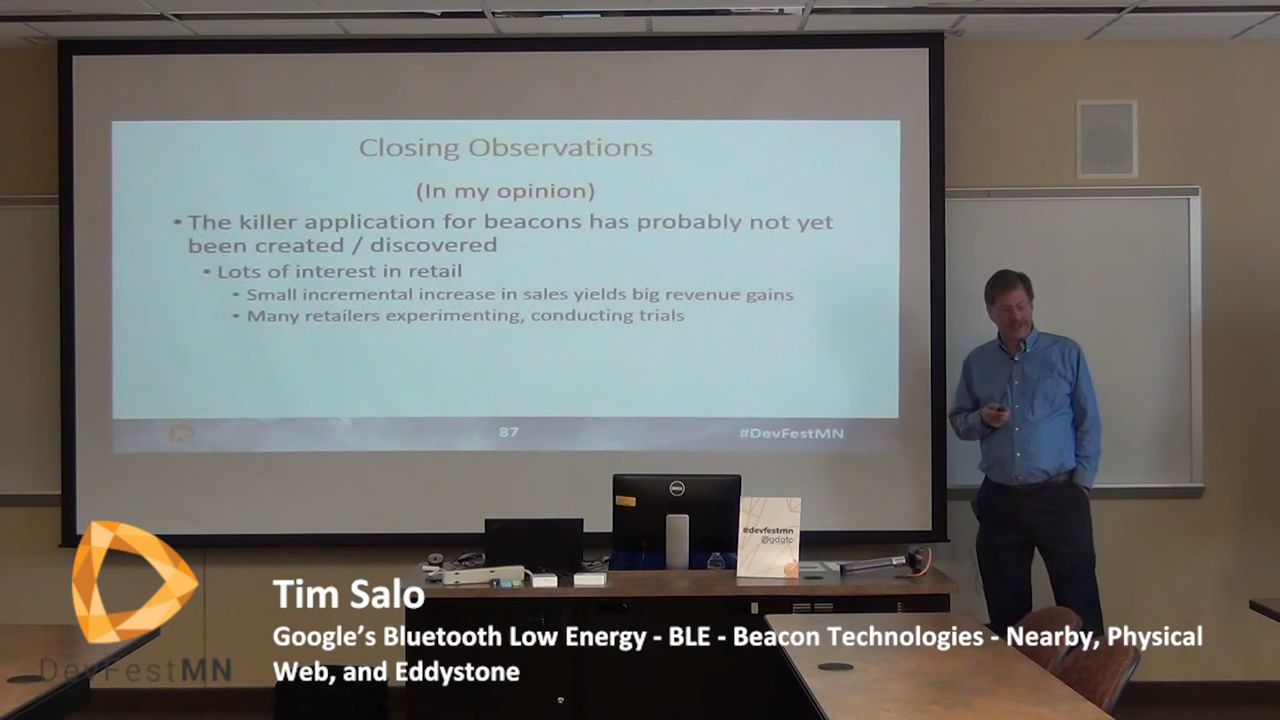 Closing Observations
(In my opinion)
• The killer application for beacons has probably not yet
been created / discovered
• Lots of interest in retail
• Small incremental increase in sales yields big revenue gains
• Many retailers experimenting, conducting trials
87
#DevFestMN
DELL
#devfestmn
@gdgtc
Tim Salo
Google's Bluetooth Low Energy - BLE - Beacon Technologies - Nearby, Physical
Web, and Eddystone
DevFestMN